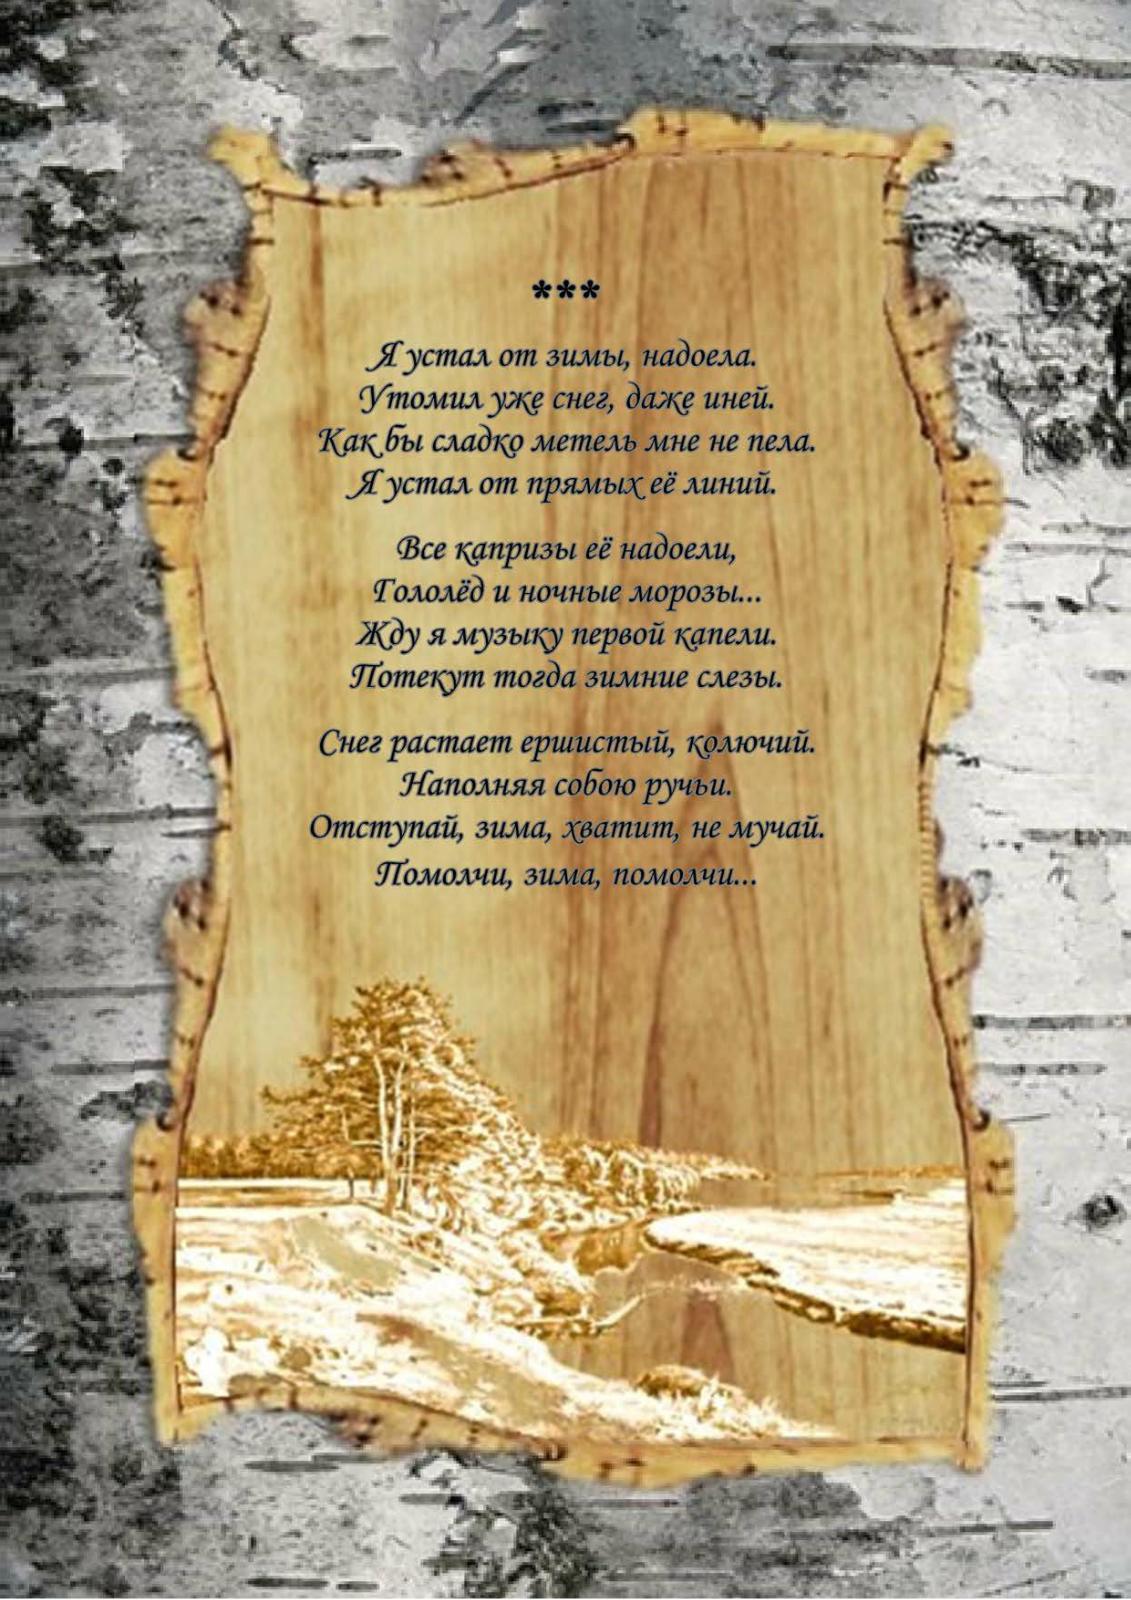 ***
Я устал от зимы, надоела.
Утомил уже снег, даже иней.
Как бы сладко метель мне не пела.
Я устал от прямых её линий.
Все капризы её надоели,
Гололёд и ночные морозы...
Жду я музыку первой капели.
Потекут тогда зимние слезы.
Снег растает ершистый, колючий.
Наполняя собою ручьи.
Отступай, зима, хватит, не мучай.
Помолчи, зима, помолчи...